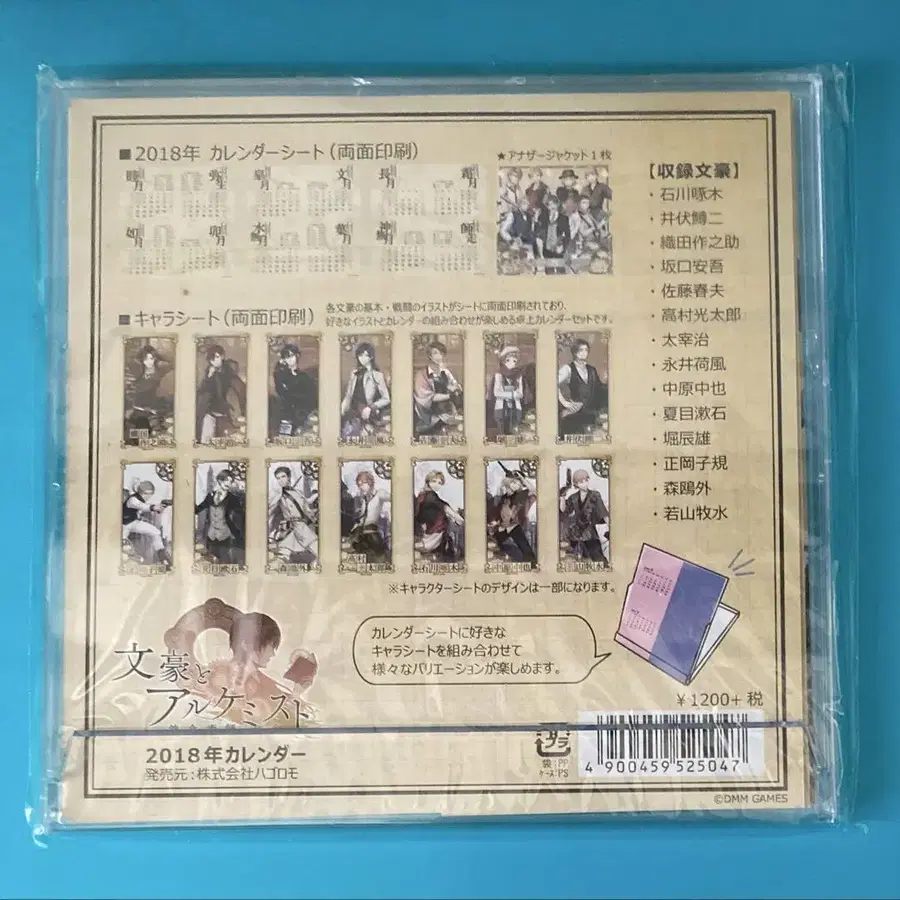 ■2018年 カレンダーシート（両面印刷）
★アナザージャケット1枚
【収録文豪】
・石川啄木
・井伏鱒二
・織田作之助
・坂口安吾
・佐藤春夫
・高村光太郎
・太宰治
・永井荷風
・中原中也
・夏目漱石
・堀辰雄
・正岡子規
・森鴎外
・若山牧水
■キャラシート（両面印刷）
各文豪の基本・戦闘のイラストがシートに両面印刷されており、
好きなイラストとカレンダーの組み合わせが楽しめる卓上カレンダーセットです。
※キャラクターシートのデザインは一部になります。
カレンダーシートに好きな
キャラシートを組み合わせて
様々なバリエーションが楽しめます。
文豪と
アルケミスト
￥1200+税
2018年カレンダー
発売元：株式会社ハゴロモ
プラ
袋:PP
ケース:PS
4 900459 525047
©DMM GAMES